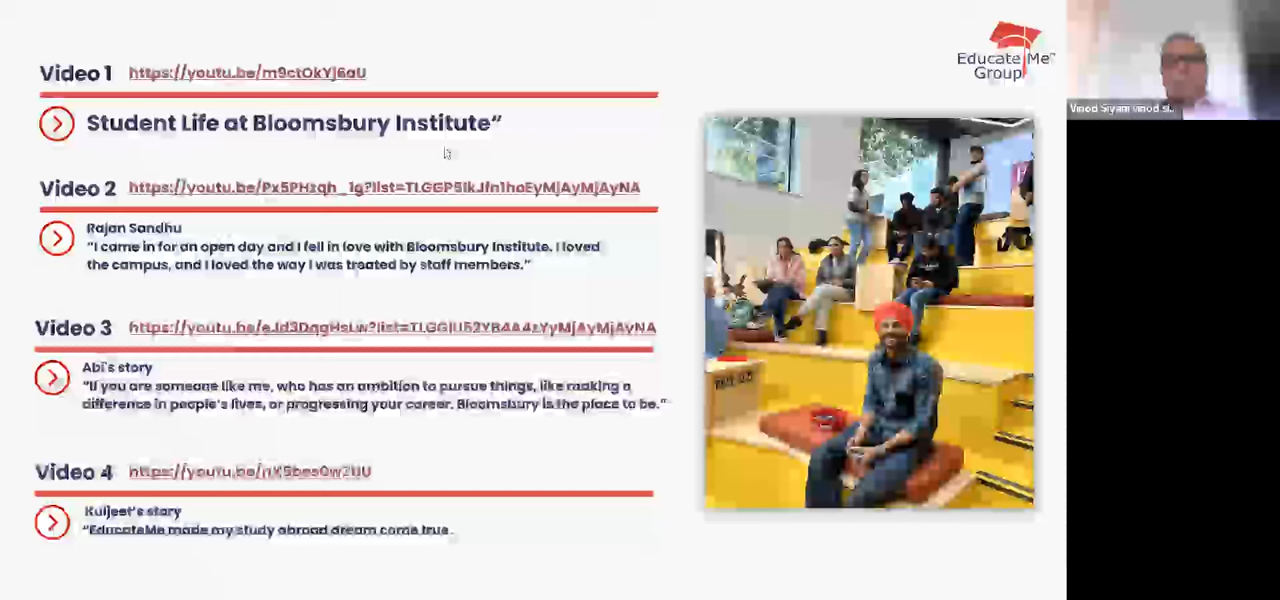 Educate Me™
Group
Video 1 https://youtu.be/m9ctOkYj6aU
Student Life at Bloomsbury Institute“
Video 2
Rajan Sandhu
“I came in for an open day and I fell in love with Bloomsbury Institute. I loved
the campus, and I loved the way I was treated by staff members.”
Video 3
Abi's story
“If you are someone like me, who has an ambition to pursue things, like making a
difference in people's lives, or progressing your career. Bloomsbury is the place to be.”
Video 4
Kuljeet's story
“EducateMe made my study abroad dream come true.